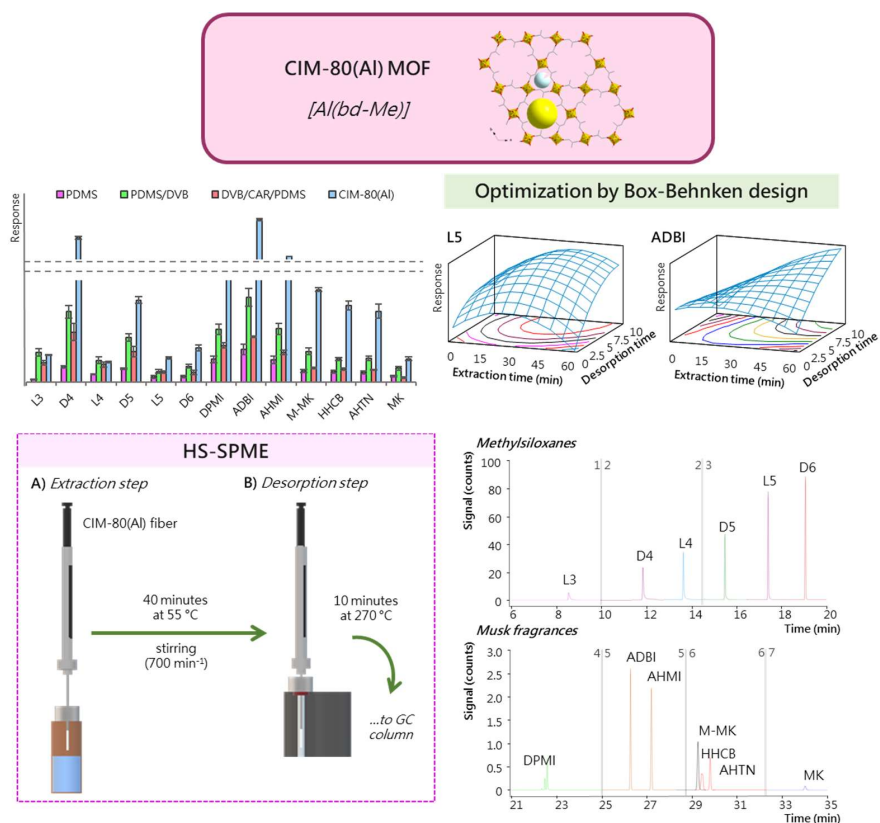 CIM-80(Al) MOF
[Al(bd-Me)]
Response
PDMS PDMS/DVB DVB/CAR/PDMS CIM-80(Al)
L3 D4 L4 D5 L5 D6 DPMI ADBI AHMI M-MK HHCB AHTN MK
Optimization by Box-Behnken design
L5
Response
0 15 30 45 60
Extraction time (min)
0 2.5 5 7.5 10
Desorption time
ADBI
Response
0 15 30 45 60
Extraction time (min)
0 2.5 5 7.5 10
Desorption time
HS-SPME
A) Extraction step
B) Desorption step
CIM-80(Al) fiber
40 minutes
at 55 °C
stirring
(700 min⁻¹)
10 minutes
at 270 °C
...to GC
column
Methylsiloxanes
Signal (counts)
100
80
60
40
20
0
1 2
2 3
L3
D4
L4
D5
L5
D6
6 8 10 12 14 16 18 20
Time (min)
Musk fragrances
Signal (counts)
3.0
2.5
2.0
1.5
1.0
0.5
0.0
4 5
5 6
6 7
DPMI
ADBI
AHMI
M-MK
HHCB
AHTN
MK
21 23 25 27 29 31 33 35
Time (min)